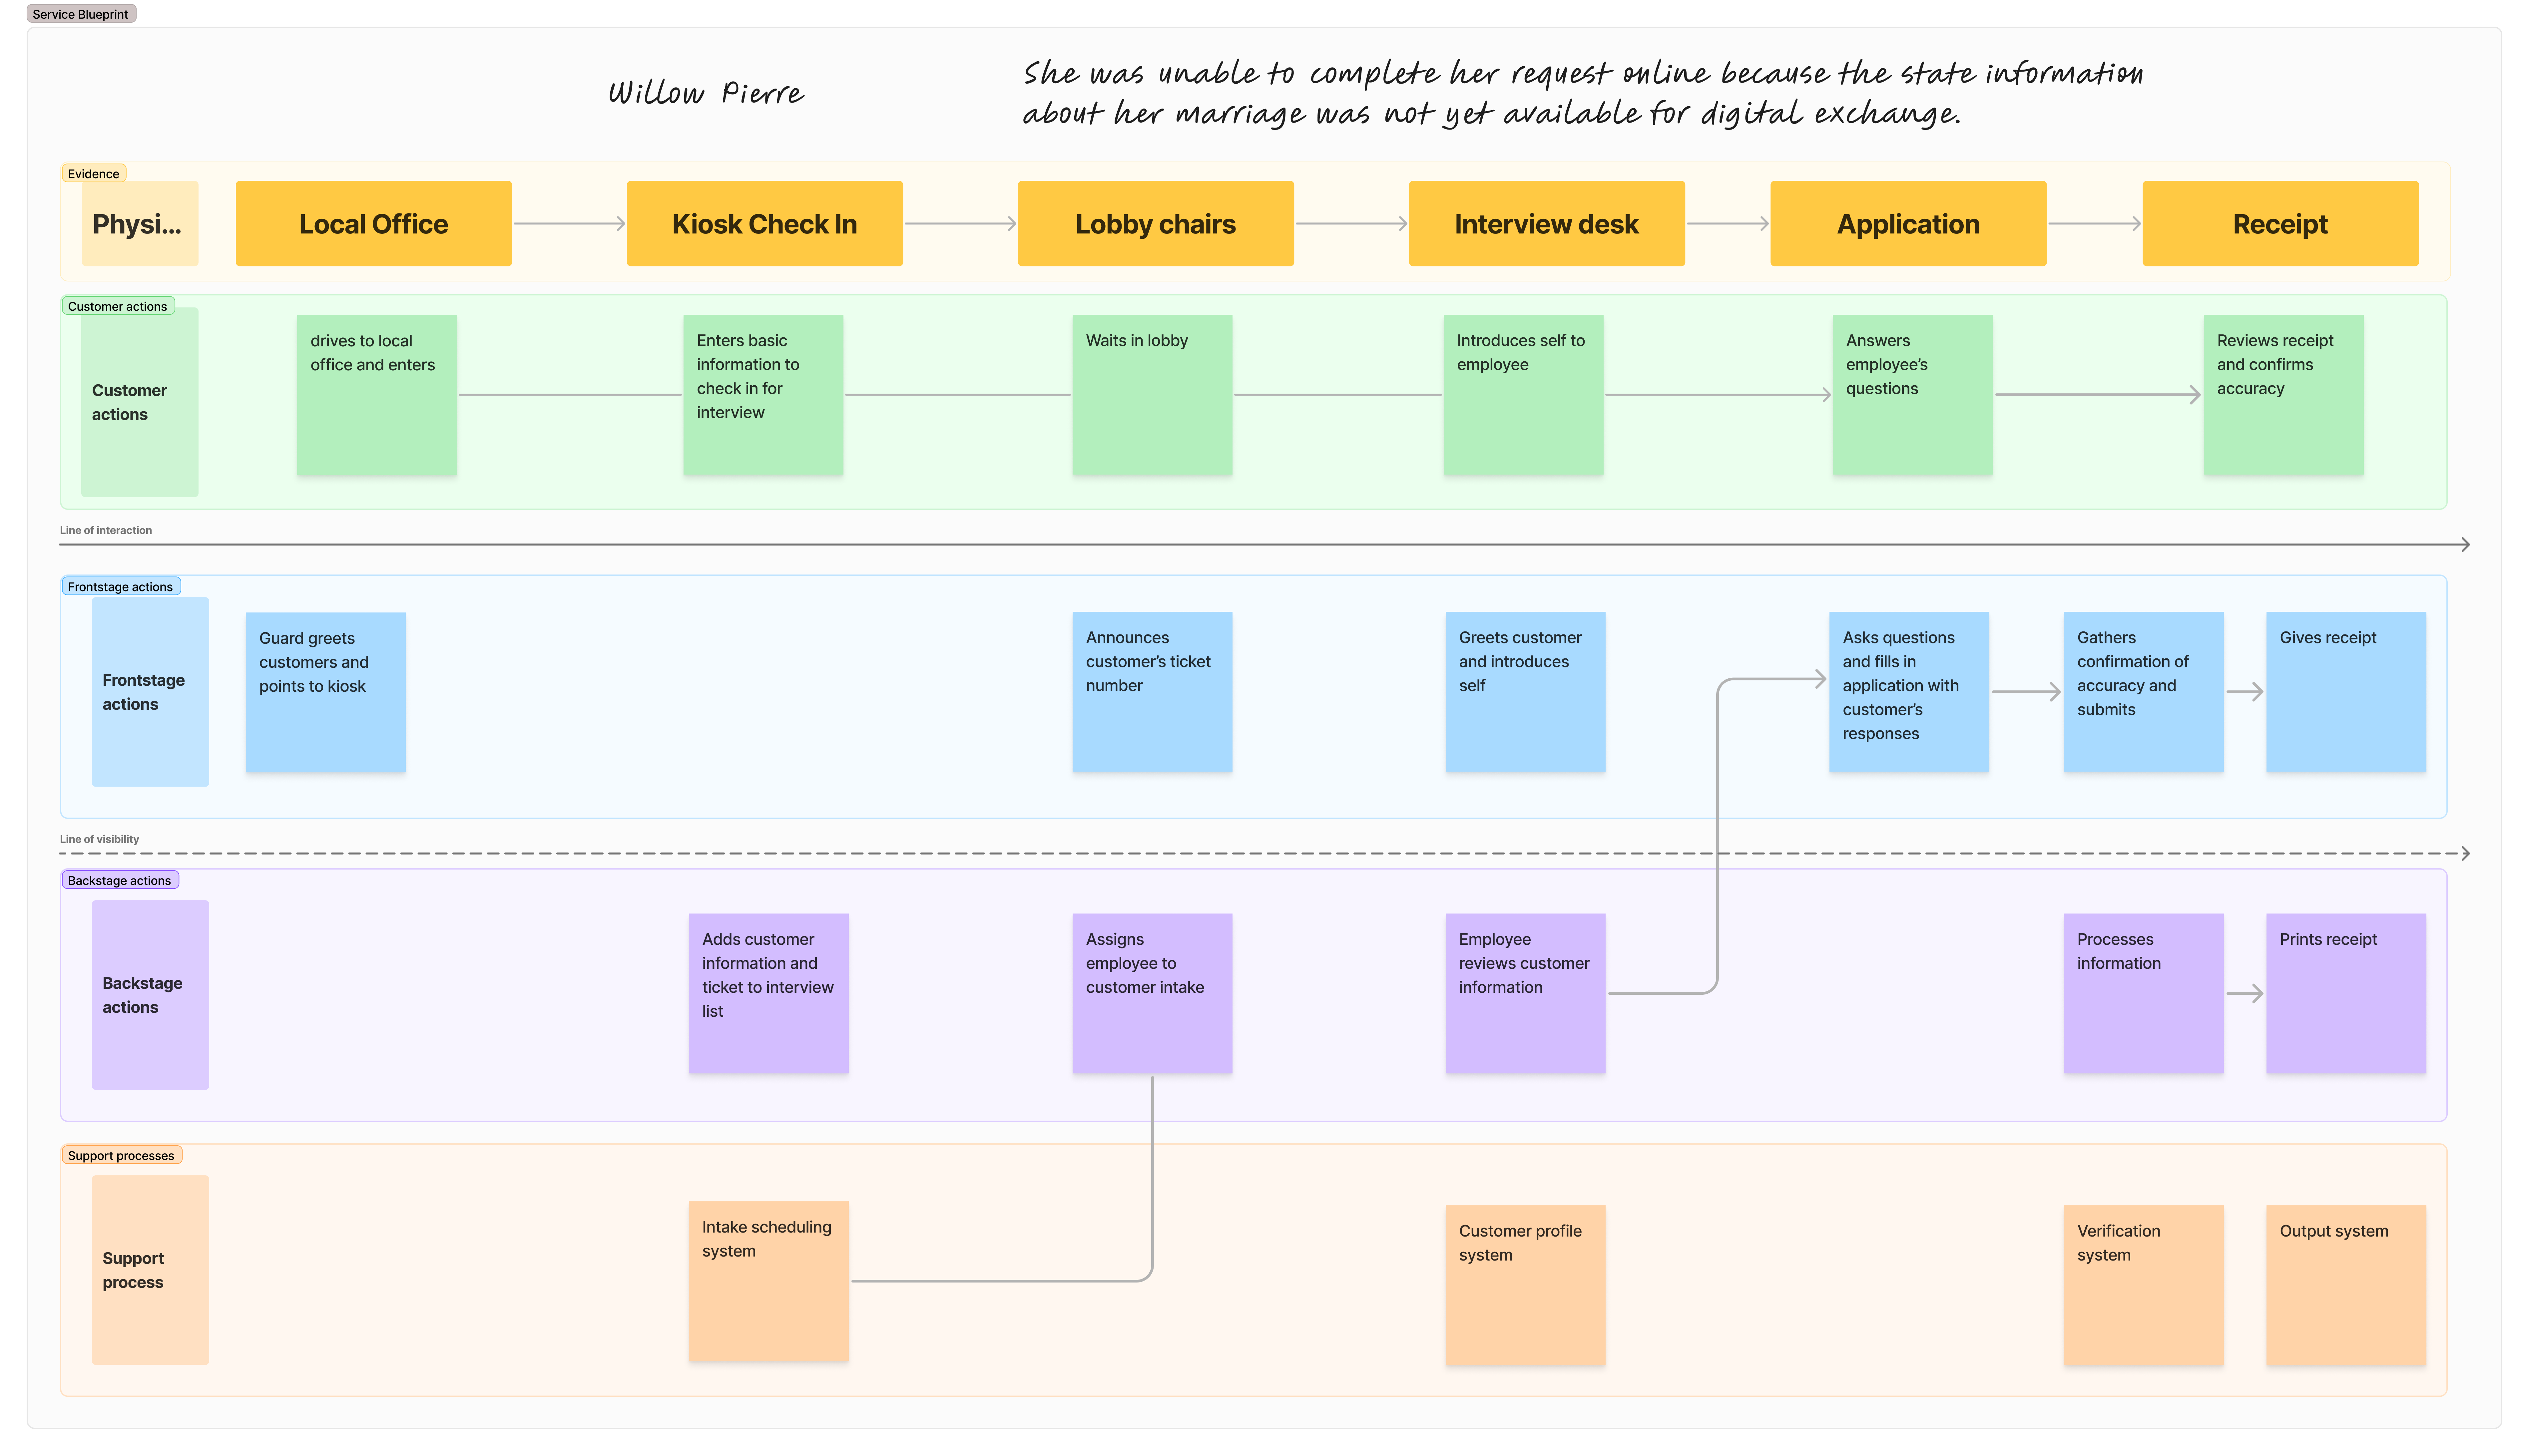 Service Blueprint
Willow Pierre
She was unable to complete her request online because the state information
about her marriage was not yet available for digital exchange.
Evidence
Physi...
Local Office
Kiosk Check In
Lobby chairs
Interview desk
Application
Receipt
Customer actions
Customer
actions
drives to local
office and enters
Enters basic
information to
check in for
interview
Waits in lobby
Introduces self to
employee
Answers
employee’s
questions
Reviews receipt
and confirms
accuracy
Line of interaction
Frontstage actions
Frontstage
actions
Guard greets
customers and
points to kiosk
Announces
customer’s ticket
number
Greets customer
and introduces
self
Asks questions
and fills in
application with
customer’s
responses
Gathers
confirmation of
accuracy and
submits
Gives receipt
Line of visibility
Backstage actions
Backstage
actions
Adds customer
information and
ticket to interview
list
Assigns
employee to
customer intake
Employee
reviews customer
information
Processes
information
Prints receipt
Support processes
Support
process
Intake scheduling
system
Customer profile
system
Verification
system
Output system